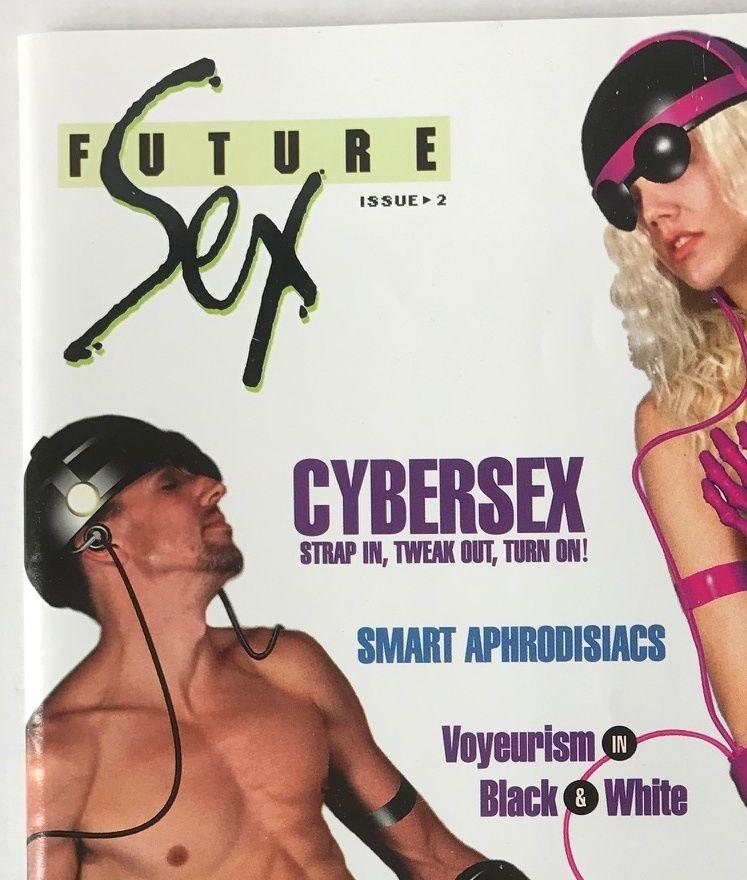 FUTURE
Sex
ISSUE▸2
CYBERSEX
STRAP IN, TWEAK OUT, TURN ON!
SMART APHRODISIACS
Voyeurism IN
Black & White